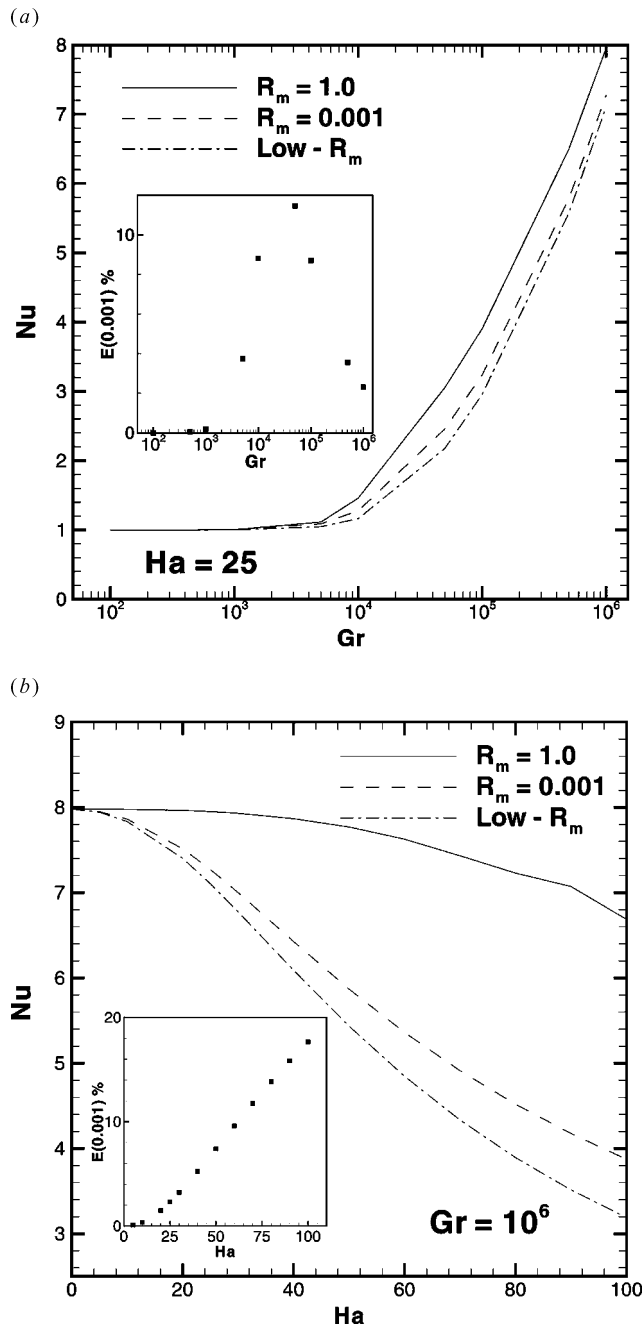 (a)
8
7
6
5
4
3
2
1
0
Nu
R_m = 1.0
R_m = 0.001
Low - R_m
10
0
E(0.001) %
10^2 10^3 10^4 10^5 10^6
Gr
Ha = 25
10^2 10^3 10^4 10^5 10^6
Gr
(b)
9
8
7
6
5
4
3
Nu
R_m = 1.0
R_m = 0.001
Low - R_m
20
10
0
E(0.001) %
0 25 50 75 100
Ha
Gr = 10^6
0 20 40 60 80 100
Ha